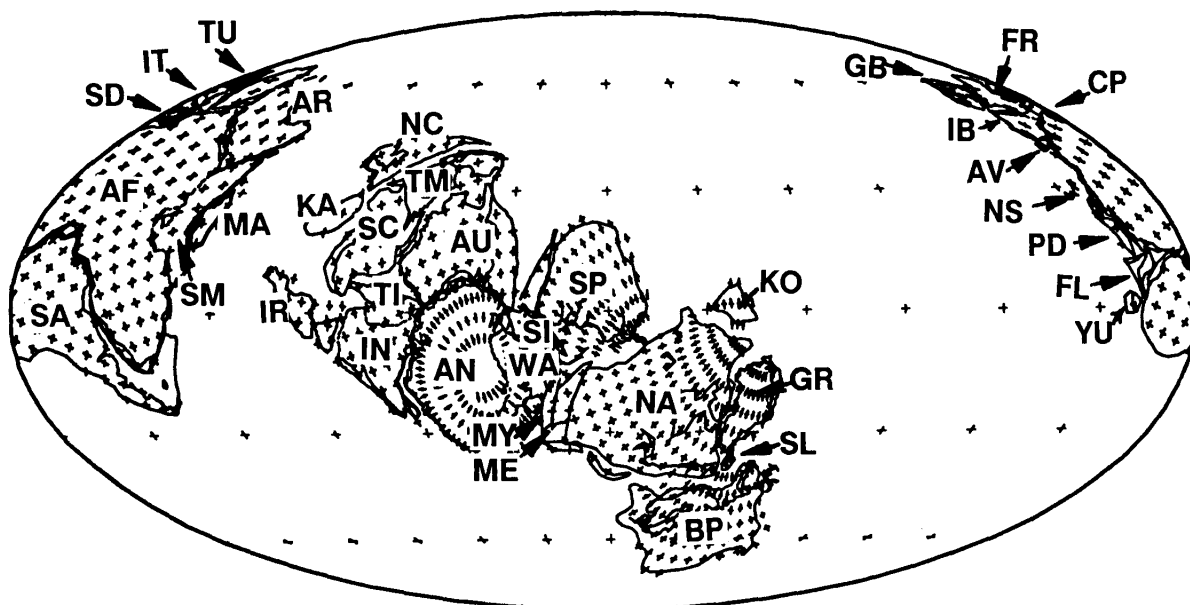 TU
FR
IT
GB
CP
SD
AR
NC
IB
AV
TM
AF
KA
MA
SC
AU
NS
PD
SP
KO
FL
SM
TI
IR
SA
SI
YU
IN
AN
WA
GR
NA
MY
ME
SL
BP